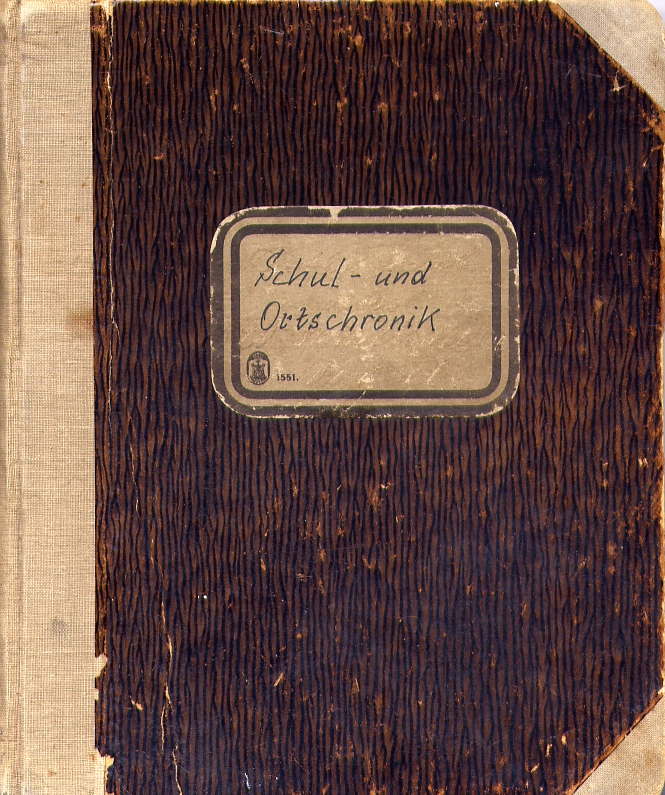 Schul- und
Ortschronik
1551.